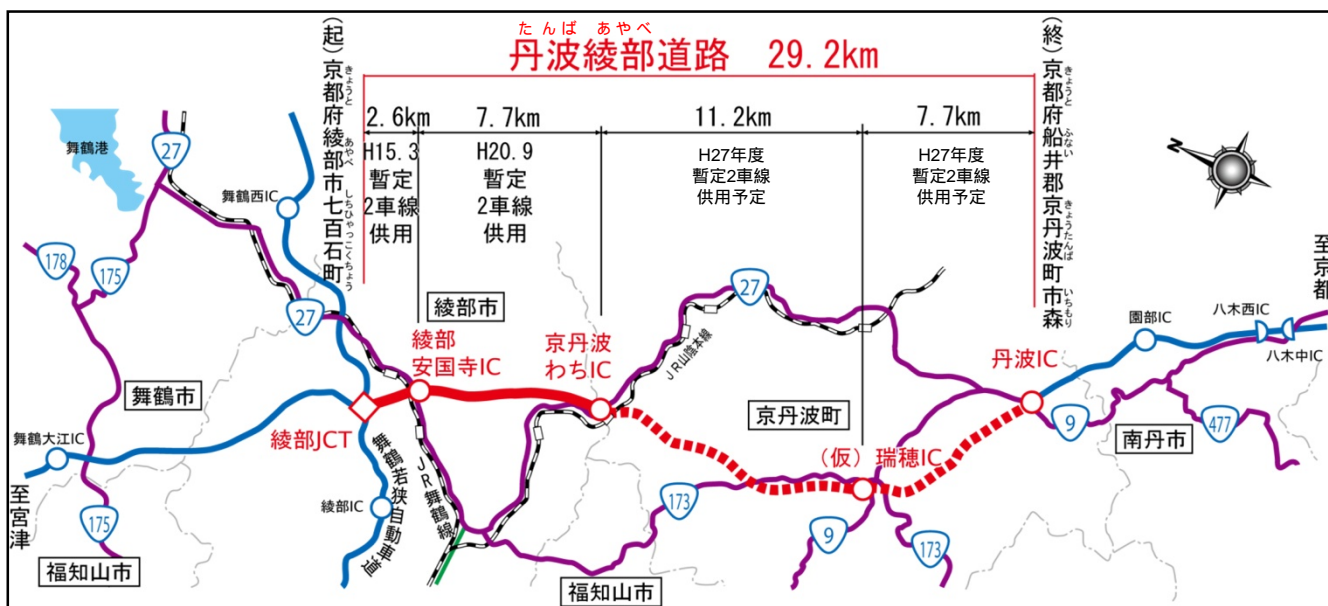 たんば あやべ
丹波綾部道路 29.2km
(起)京都府綾部市七百石町
きょうと
あやべ
しちひゃっこくちょう
(終)京都府船井郡京丹波町市森
きょうと
ふない
きょうたんば
いちもり
2.6km
7.7km
11.2km
7.7km
H15.3
暫定
2車線
供用
H20.9
暫定
2車線
供用
H27年度
暫定2車線
供用予定
H27年度
暫定2車線
供用予定
N
舞鶴港
27
舞鶴西IC
178
175
27
綾部市
綾部
安国寺IC
京丹波
わちIC
27
JR山陰本線
至京都
八木西IC
園部IC
八木中IC
丹波IC
舞鶴市
舞鶴大江IC
綾部JCT
京丹波町
9
477
南丹市
(仮)瑞穂IC
至宮津
175
綾部IC
舞鶴若狭自動車道
JR舞鶴線
173
9
173
福知山市
福知山市